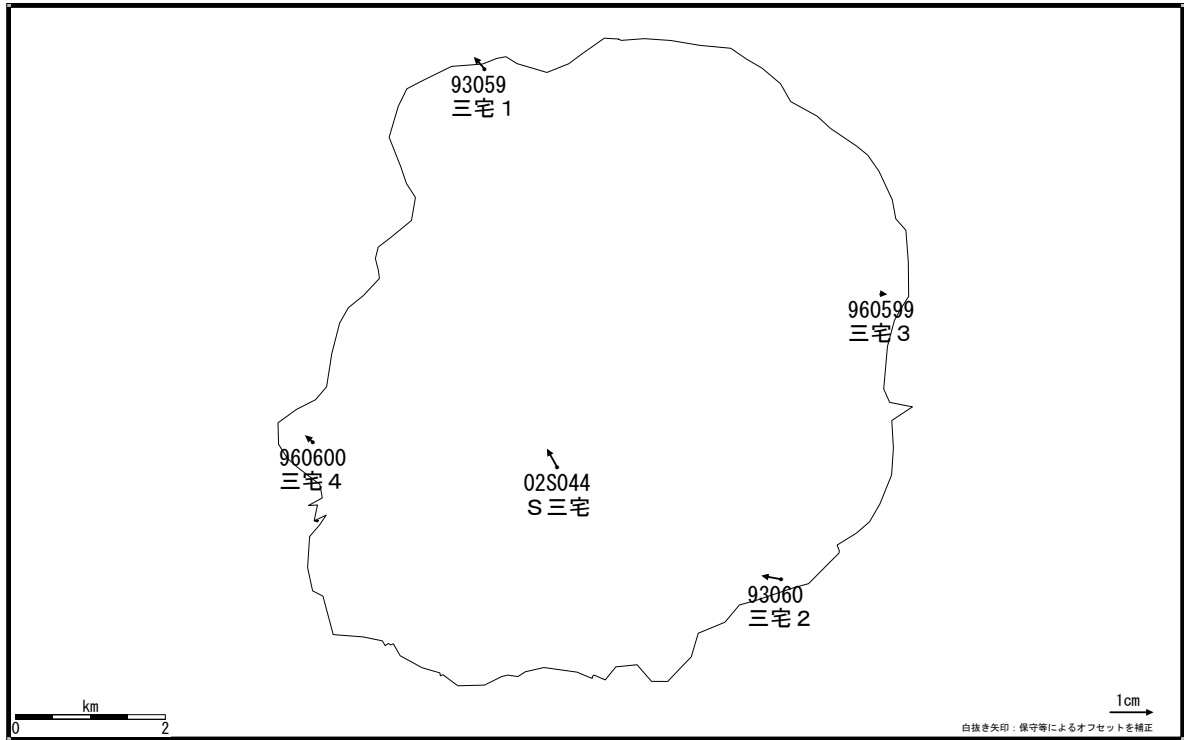 93059
三宅１
960599
三宅３
960600
三宅４
02S044
Ｓ三宅
93060
三宅２
km
0 2
1cm
白抜き矢印：保守等によるオフセットを補正